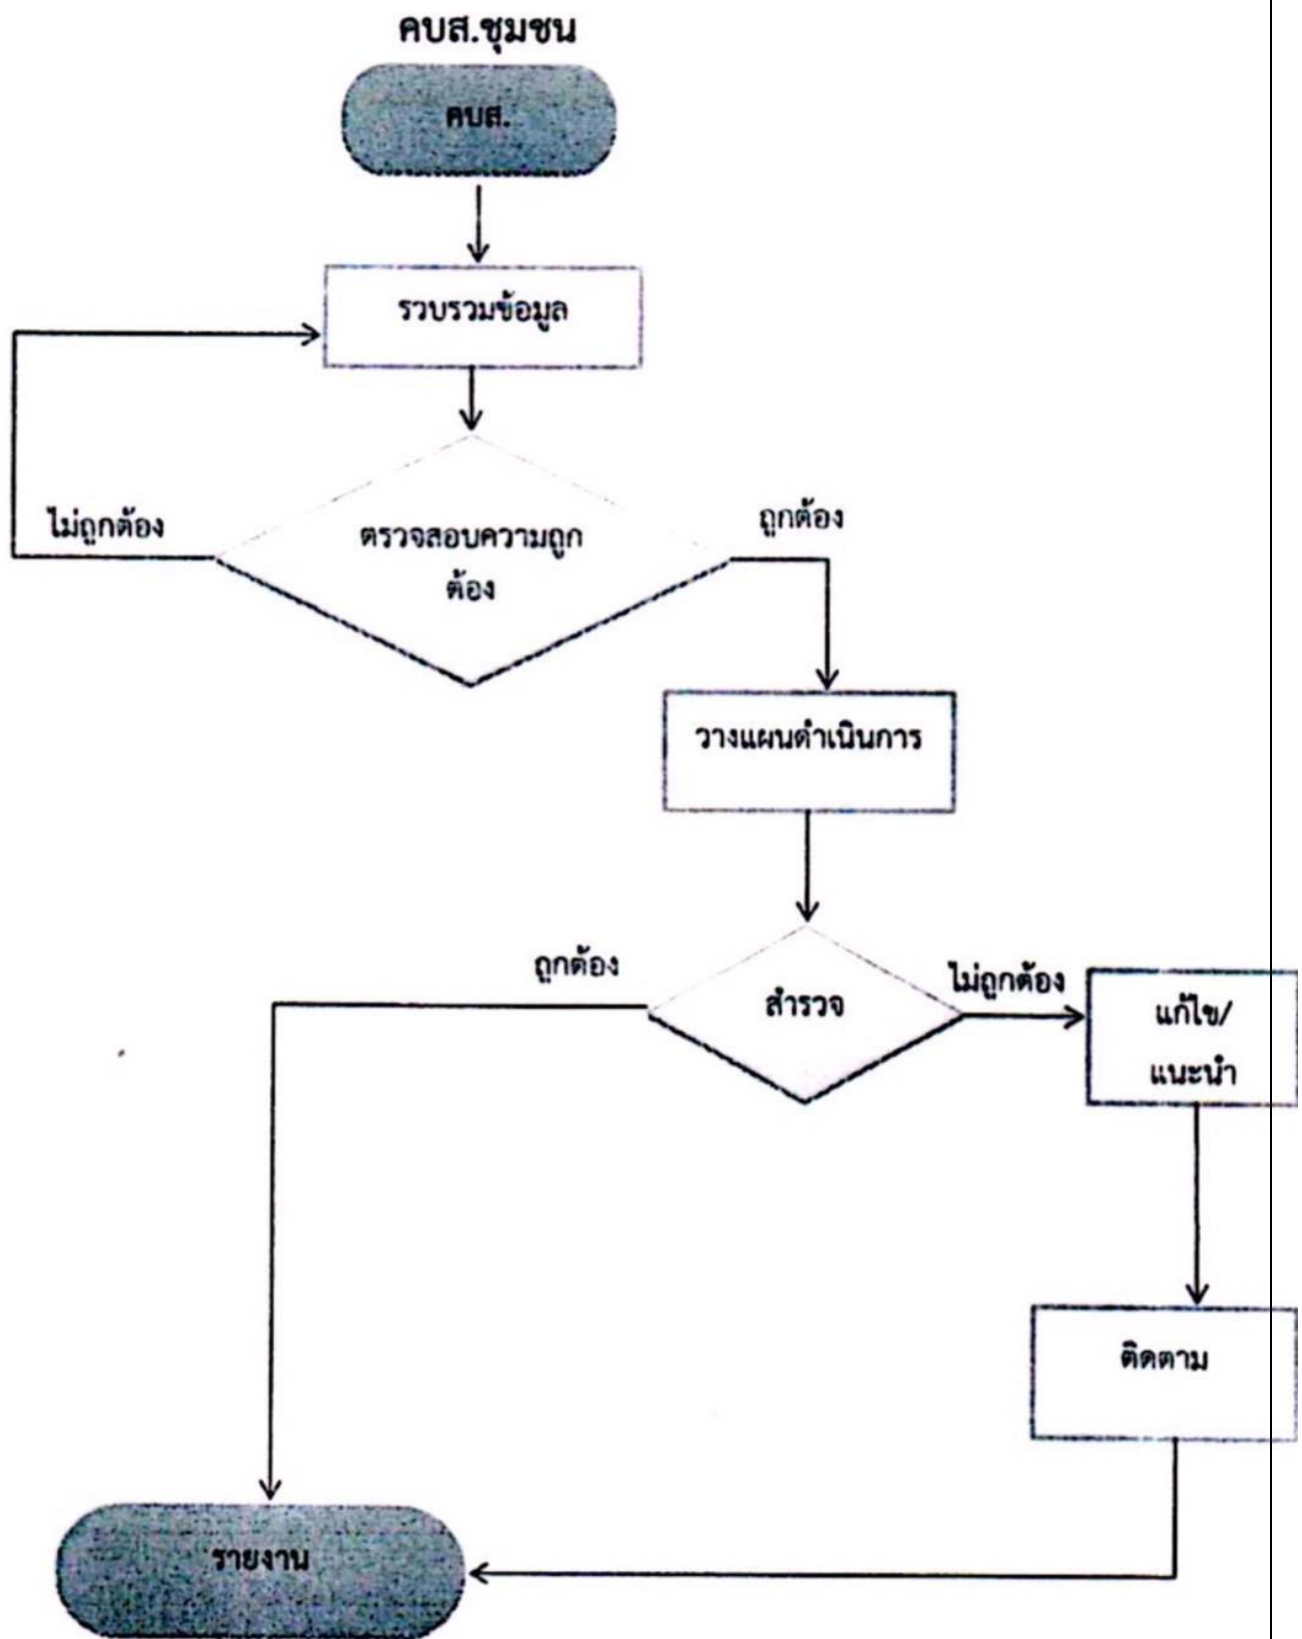 คบส.ชุมชน
คบส.
รวบรวมข้อมูล
ไม่ถูกต้อง
ตรวจสอบความถูก
ต้อง
ถูกต้อง
วางแผนดำเนินการ
ถูกต้อง
สำรวจ
ไม่ถูกต้อง
แก้ไข/
แนะนำ
ติดตาม
รายงาน